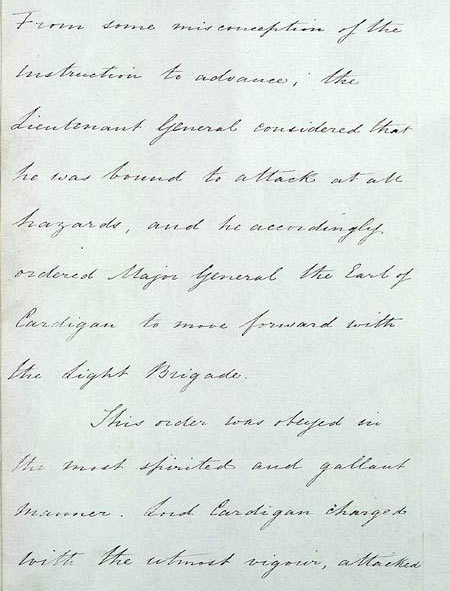 From some misconception of the
instruction to advance, the
Lieutenant General considered that
he was bound to attack at all
hazards, and he accordingly
ordered Major General the Earl of
Cardigan to move forward with
the Light Brigade.
This order was obeyed in
the most spirited and gallant
manner. Lord Cardigan charged
with the utmost vigour, attacked